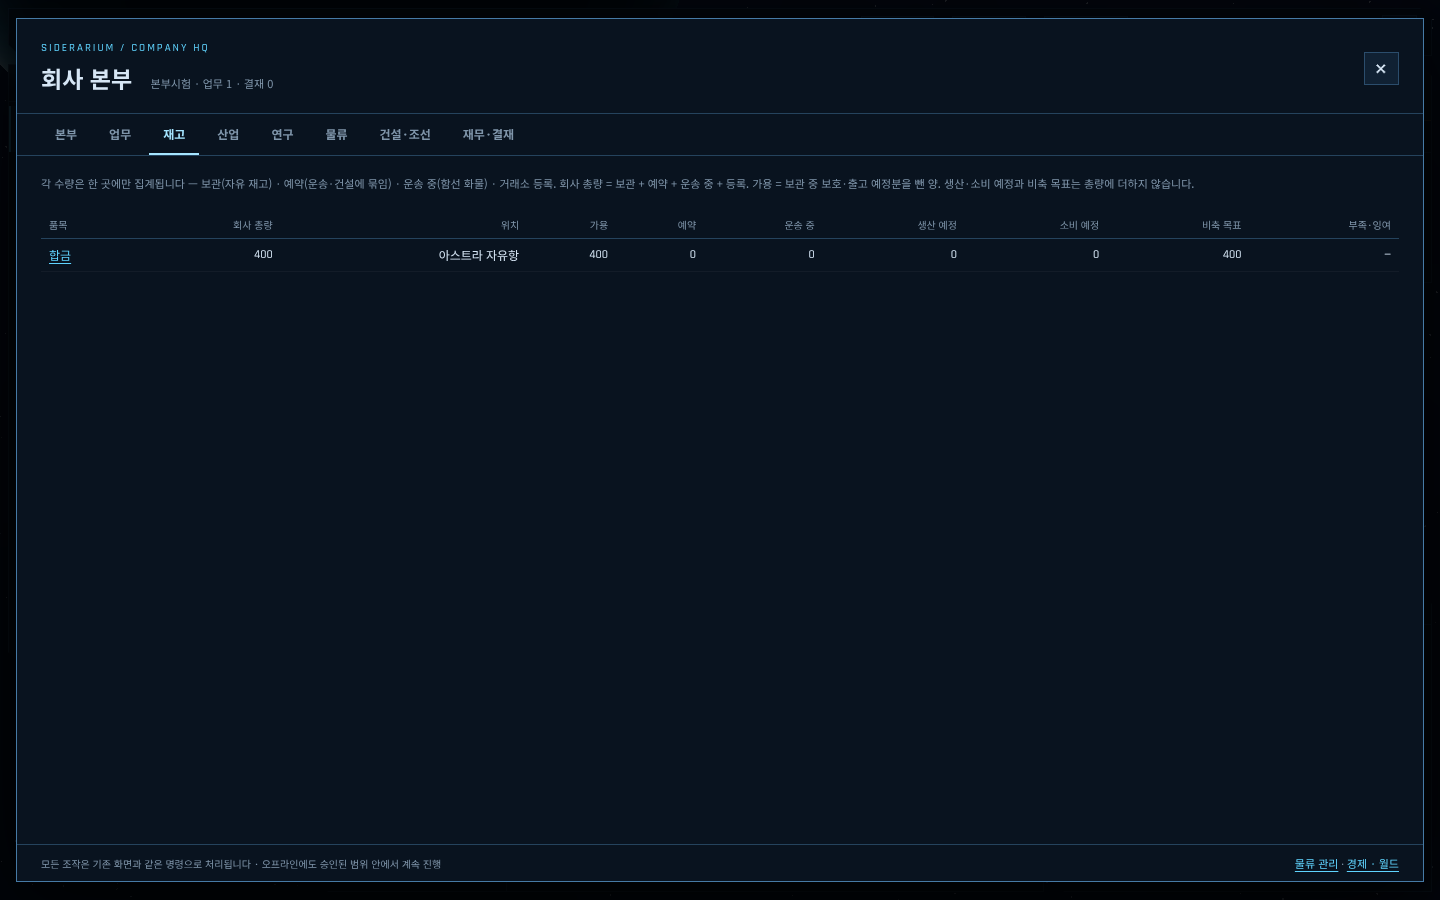 SIDERARIUM / COMPANY HQ
회사 본부 본부시험 · 업무 1 · 결재 0
×
본부 업무 재고 산업 연구 물류 건설·조선 재무·결재
각 수량은 한 곳에만 집계됩니다 — 보관(자유 재고) · 예약(운송·건설에 묶임) · 운송 중(함선 화물) · 거래소 등록. 회사 총량 = 보관 + 예약 + 운송 중 + 등록. 가용 = 보관 중 보호·출고 예정분을 뺀 양. 생산·소비 예정과 비축 목표는 총량에 더하지 않습니다.
품목 회사 총량 위치 가용 예약 운송 중 생산 예정 소비 예정 비축 목표 부족·잉여
합금 400 아스트라 자유항 400 0 0 0 0 400 —
모든 조작은 기존 화면과 같은 명령으로 처리됩니다 · 오프라인에도 승인된 범위 안에서 계속 진행
물류 관리 · 경제 · 월드